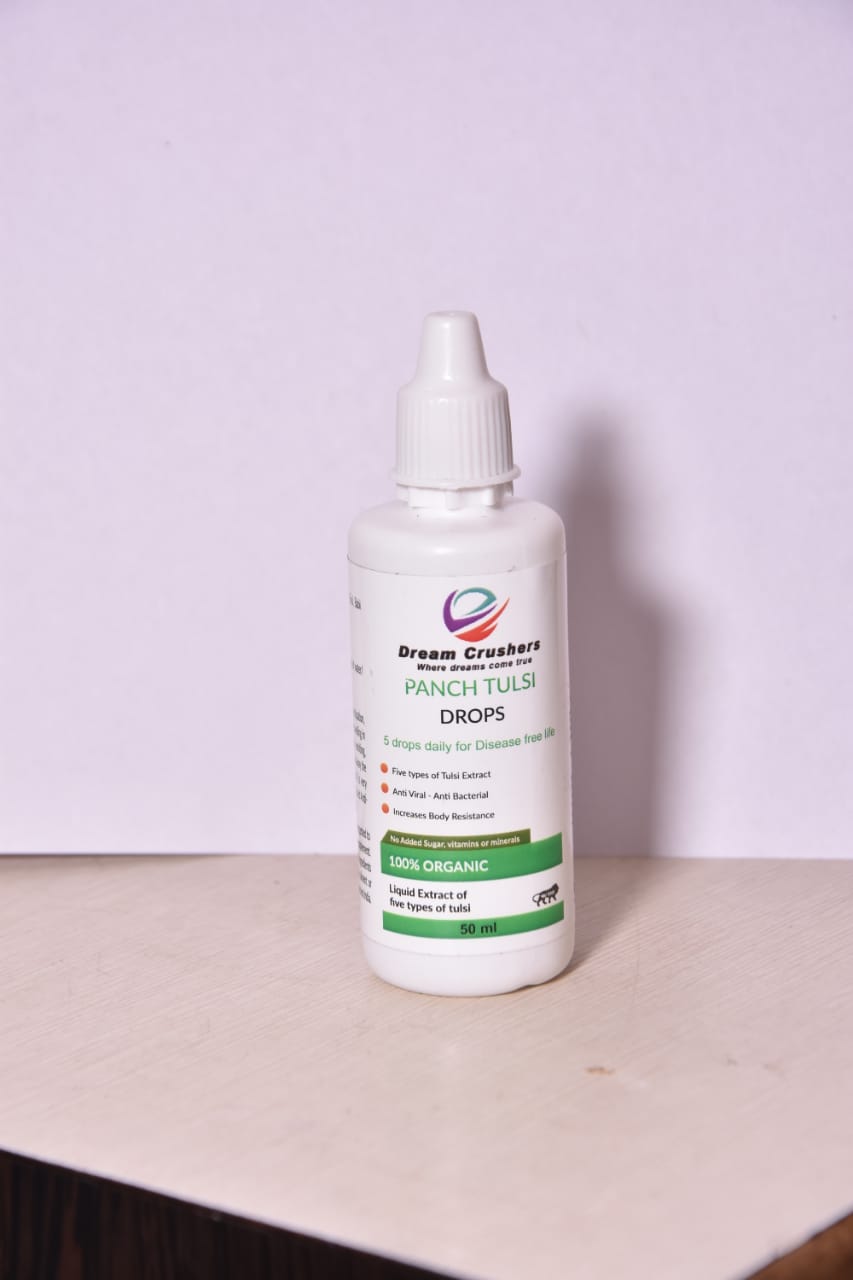 Dream Crushers
Where dreams come true
PANCH TULSI
DROPS
5 drops daily for Disease free life
Five types of Tulsi Extract
Anti Viral - Anti Bacterial
Increases Body Resistance
No Added Sugar, vitamins or minerals
100% ORGANIC
Liquid Extract of
five types of tulsi
50 ml